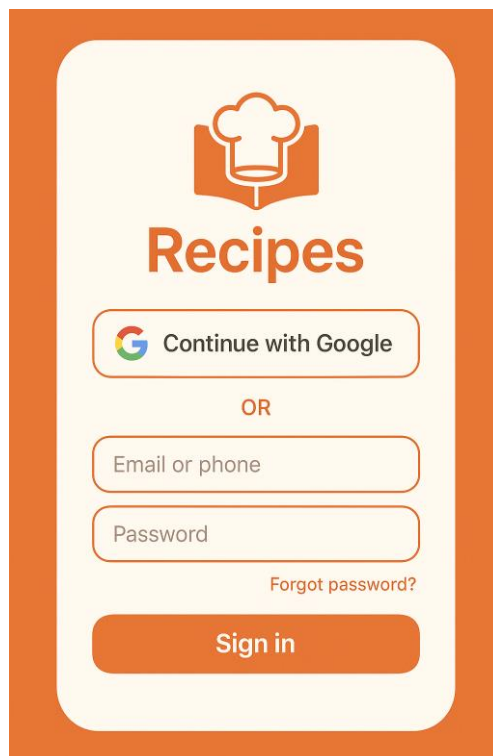 Recipes
Continue with Google
OR
Email or phone
Password
Forgot password?
Sign in